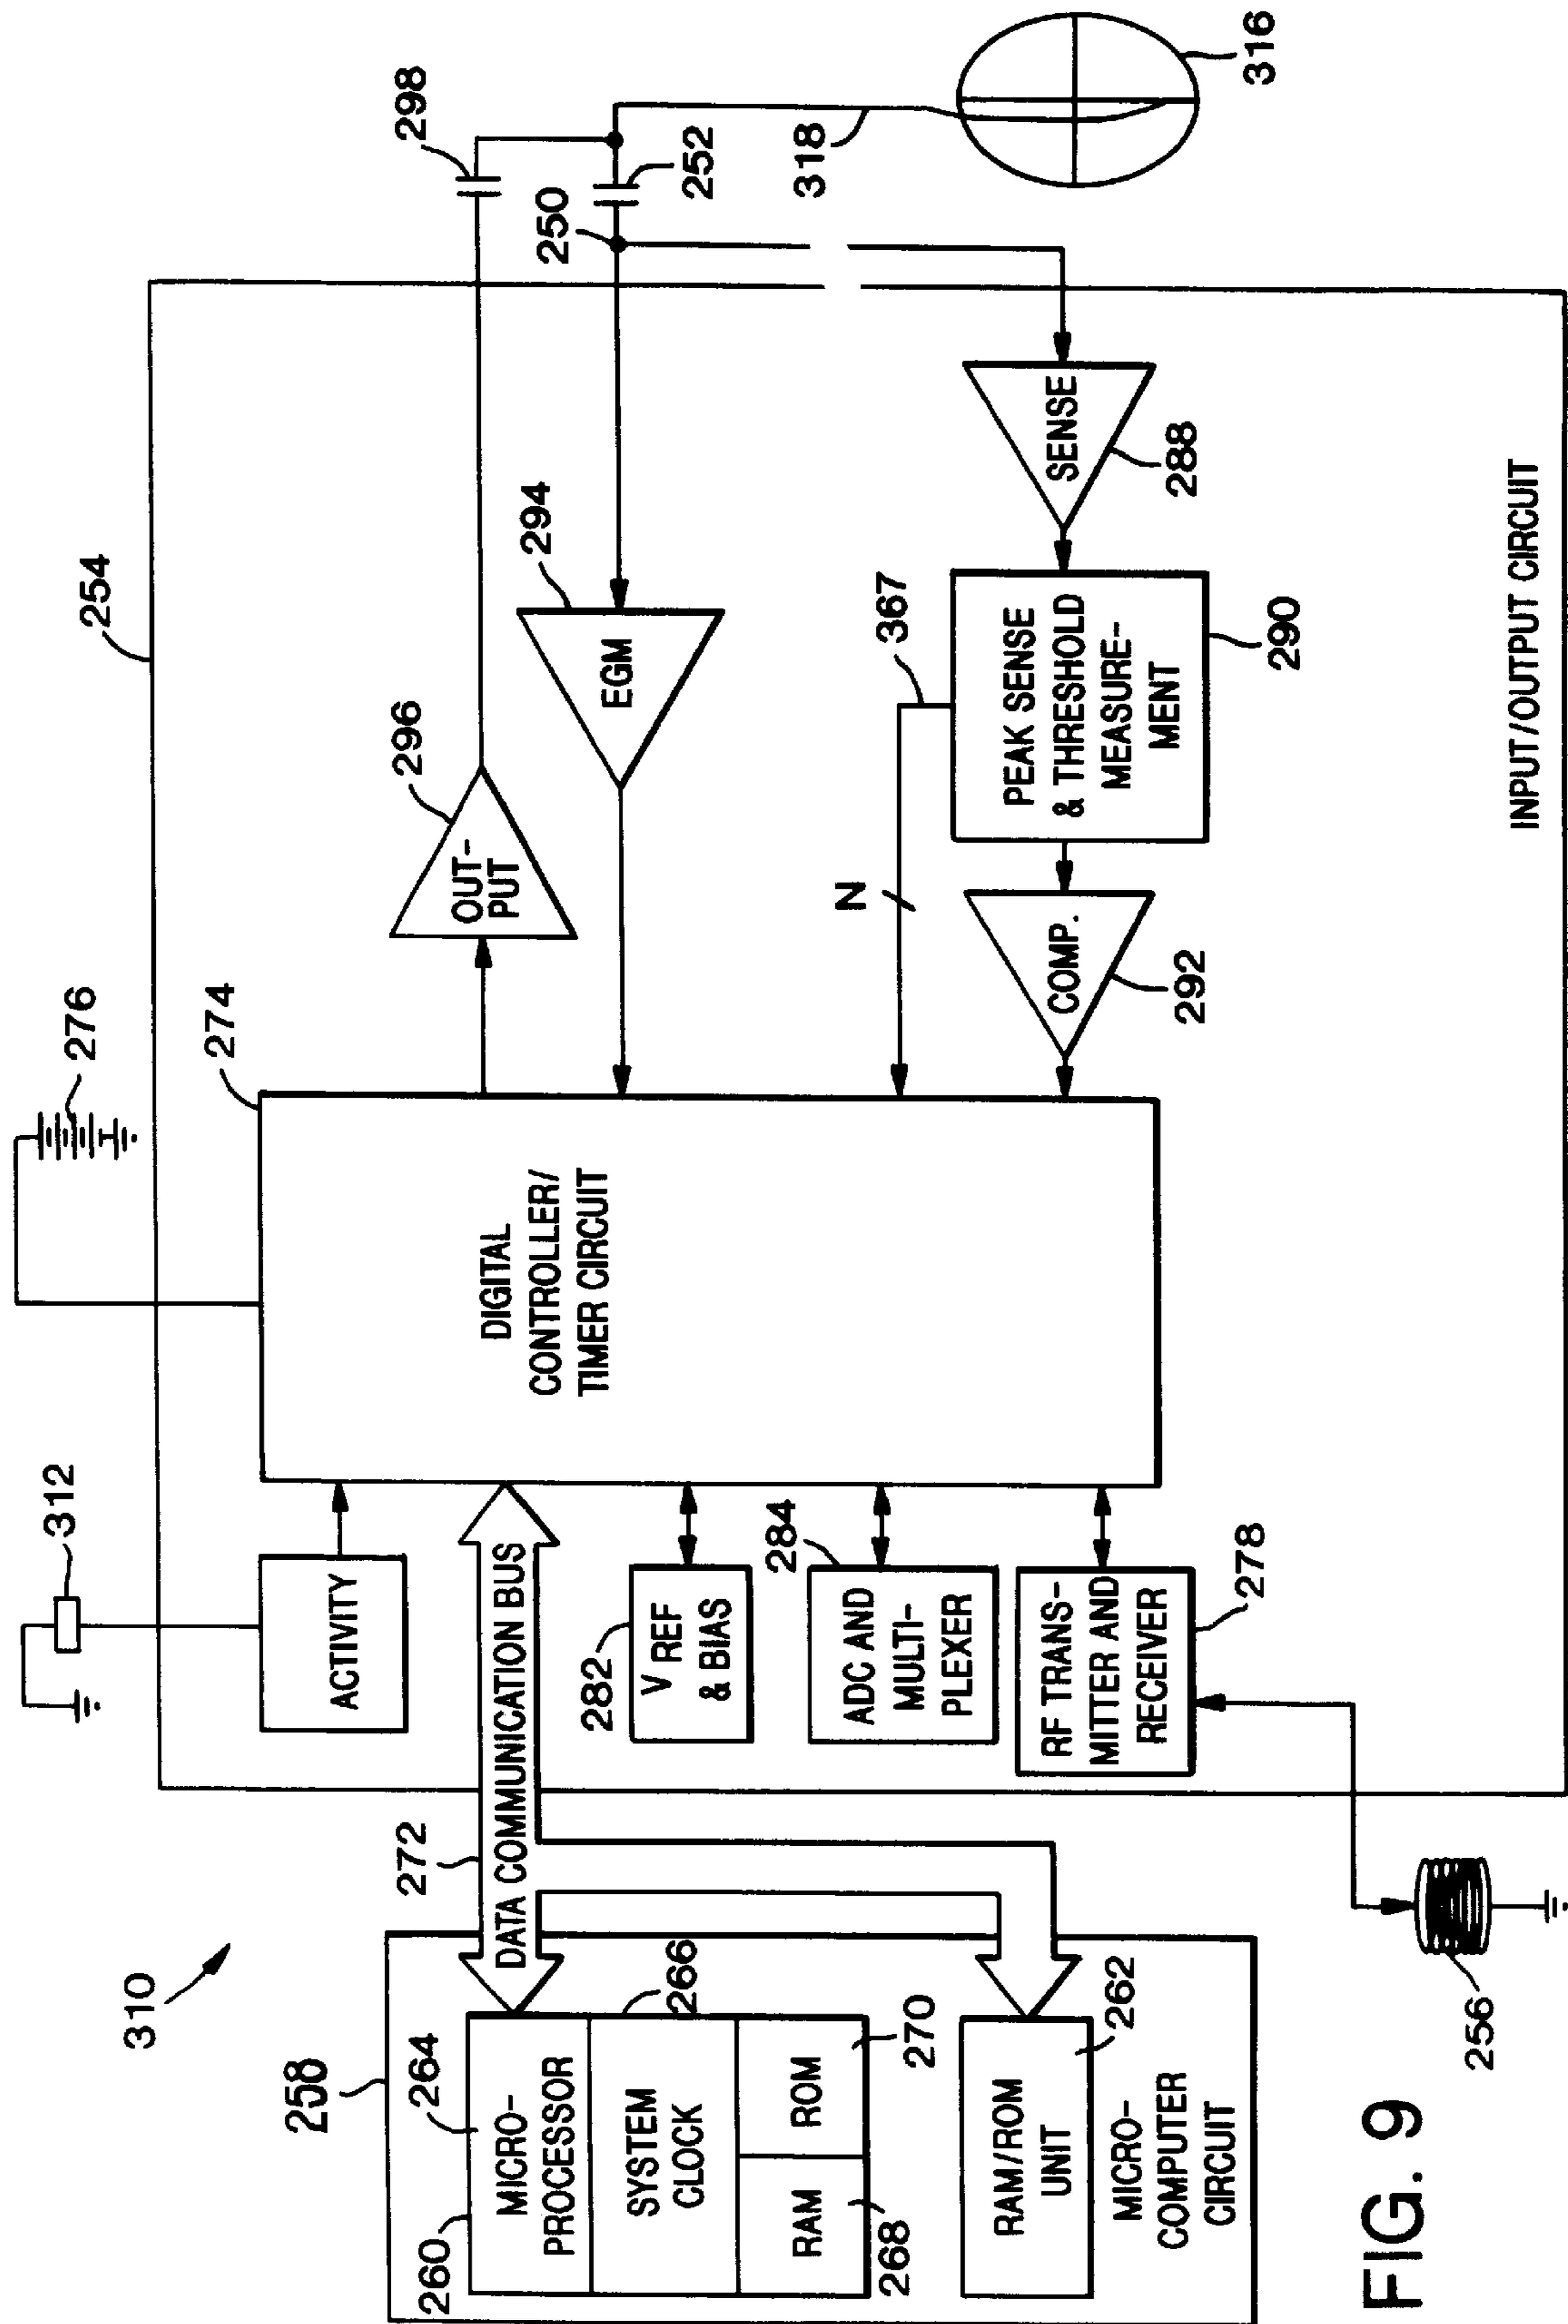 310
312
276
254
258
264
260
MICRO-
PROCESSOR
SYSTEM
CLOCK
266
RAM
ROM
268
270
RAM/ROM
UNIT
262
MICRO-
COMPUTER
CIRCUIT
272
DATA COMMUNICATION BUS
ACTIVITY
282
V REF
& BIAS
284
ADC AND
MULTI-
PLEXER
RF TRANS-
MITTER AND
RECEIVER
278
256
274
DIGITAL
CONTROLLER/
TIMER CIRCUIT
296
OUT-
PUT
294
EGM
N
367
COMP.
292
PEAK SENSE
& THRESHOLD
MEASURE-
MENT
290
SENSE
288
298
250
252
318
316
INPUT/OUTPUT CIRCUIT
FIG. 9